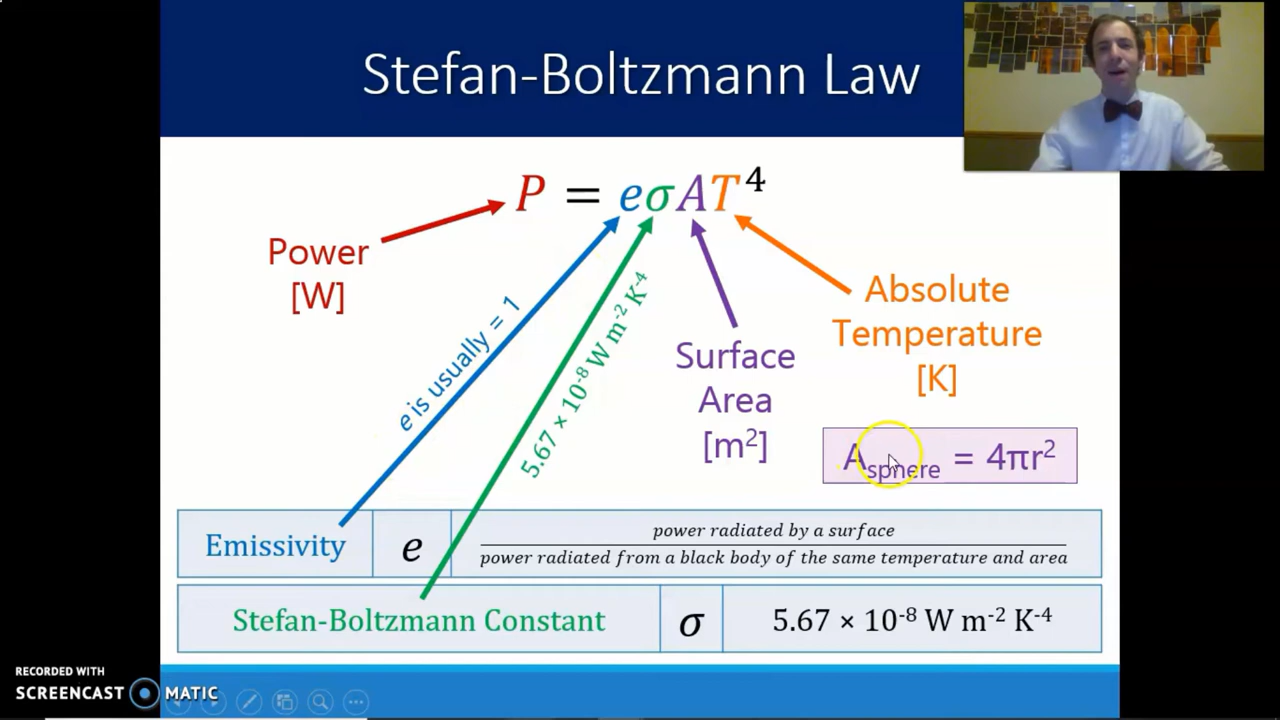 Stefan-Boltzmann Law
P = eσAT⁴
Power
[W]
e is usually = 1
5.67 × 10⁻⁸ W m⁻² K⁻⁴
Surface
Area
[m²]
Absolute
Temperature
[K]
A_sphere = 4πr²
Emissivity e power radiated by a surface
power radiated from a black body of the same temperature and area
Stefan-Boltzmann Constant σ 5.67 × 10⁻⁸ W m⁻² K⁻⁴
RECORDED WITH
SCREENCAST MATIC